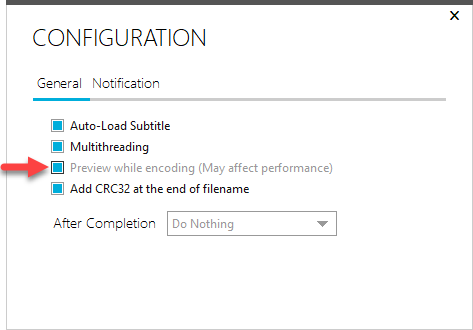 CONFIGURATION
General Notification
Auto-Load Subtitle
Multithreading
Preview while encoding (May affect performance)
Add CRC32 at the end of filename
After Completion Do Nothing